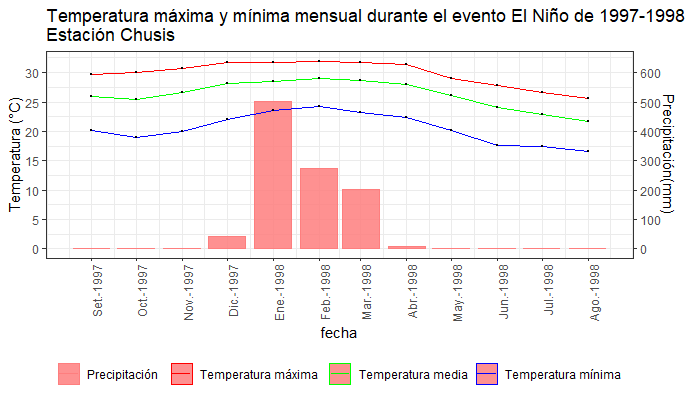 Temperatura máxima y mínima mensual durante el evento El Niño de 1997-1998
Estación Chusis
Temperatura (°C)
30
25
20
15
10
5
0
600
500
400
300
200
100
0
Precipitación(mm)
Set.-1997
Oct.-1997
Nov.-1997
Dic.-1997
Ene.-1998
Feb.-1998
Mar.-1998
Abr.-1998
May.-1998
Jun.-1998
Jul.-1998
Ago.-1998
fecha
Precipitación
Temperatura máxima
Temperatura media
Temperatura mínima